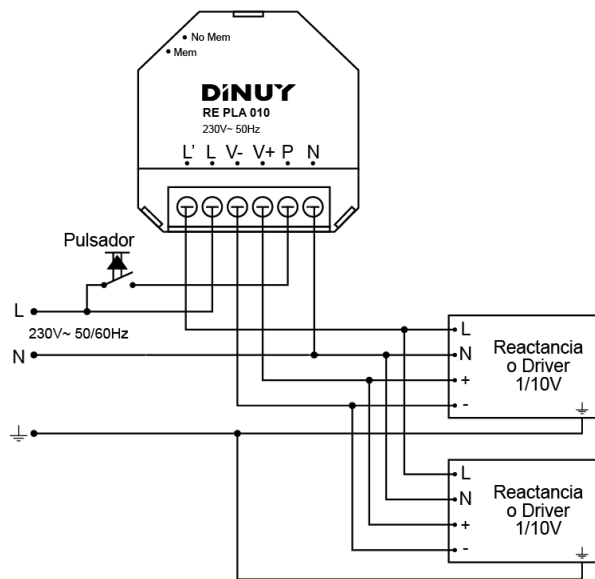 No Mem
Mem
DiNUY
RE PLA 010
230V~ 50Hz
L' L V- V+ P N
Pulsador
L
230V~ 50/60Hz
N
L
N
+
-
Reactancia
o Driver
1/10V
L
N
+
-
Reactancia
o Driver
1/10V